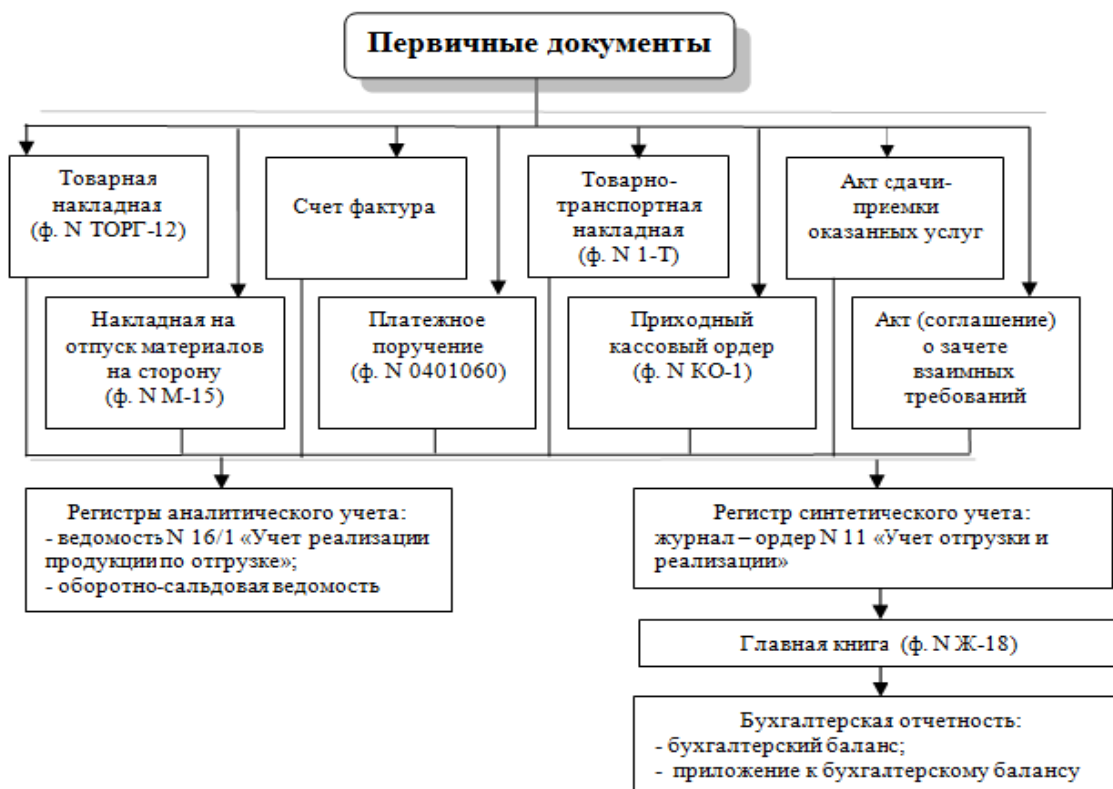 Первичные документы
Товарная
накладная
(ф. N ТОРГ-12)
Счет фактура
Товарно-
транспортная
накладная
(ф. N 1-Т)
Акт сдачи-
приемки
оказанных услуг
Накладная на
отпуск материалов
на сторону
(ф. N М-15)
Платежное
поручение
(ф. N 0401060)
Приходный
кассовый ордер
(ф. N КО-1)
Акт (соглашение)
о зачете
взаимных
требований
Регистры аналитического учета:
- ведомость N 16/1 «Учет реализации
продукции по отгрузке»;
- оборотно-сальдовая ведомость
Регистр синтетического учета:
журнал – ордер N 11 «Учет отгрузки и
реализации»
Главная книга (ф. N Ж-18)
Бухгалтерская отчетность:
- бухгалтерский баланс;
- приложение к бухгалтерскому балансу